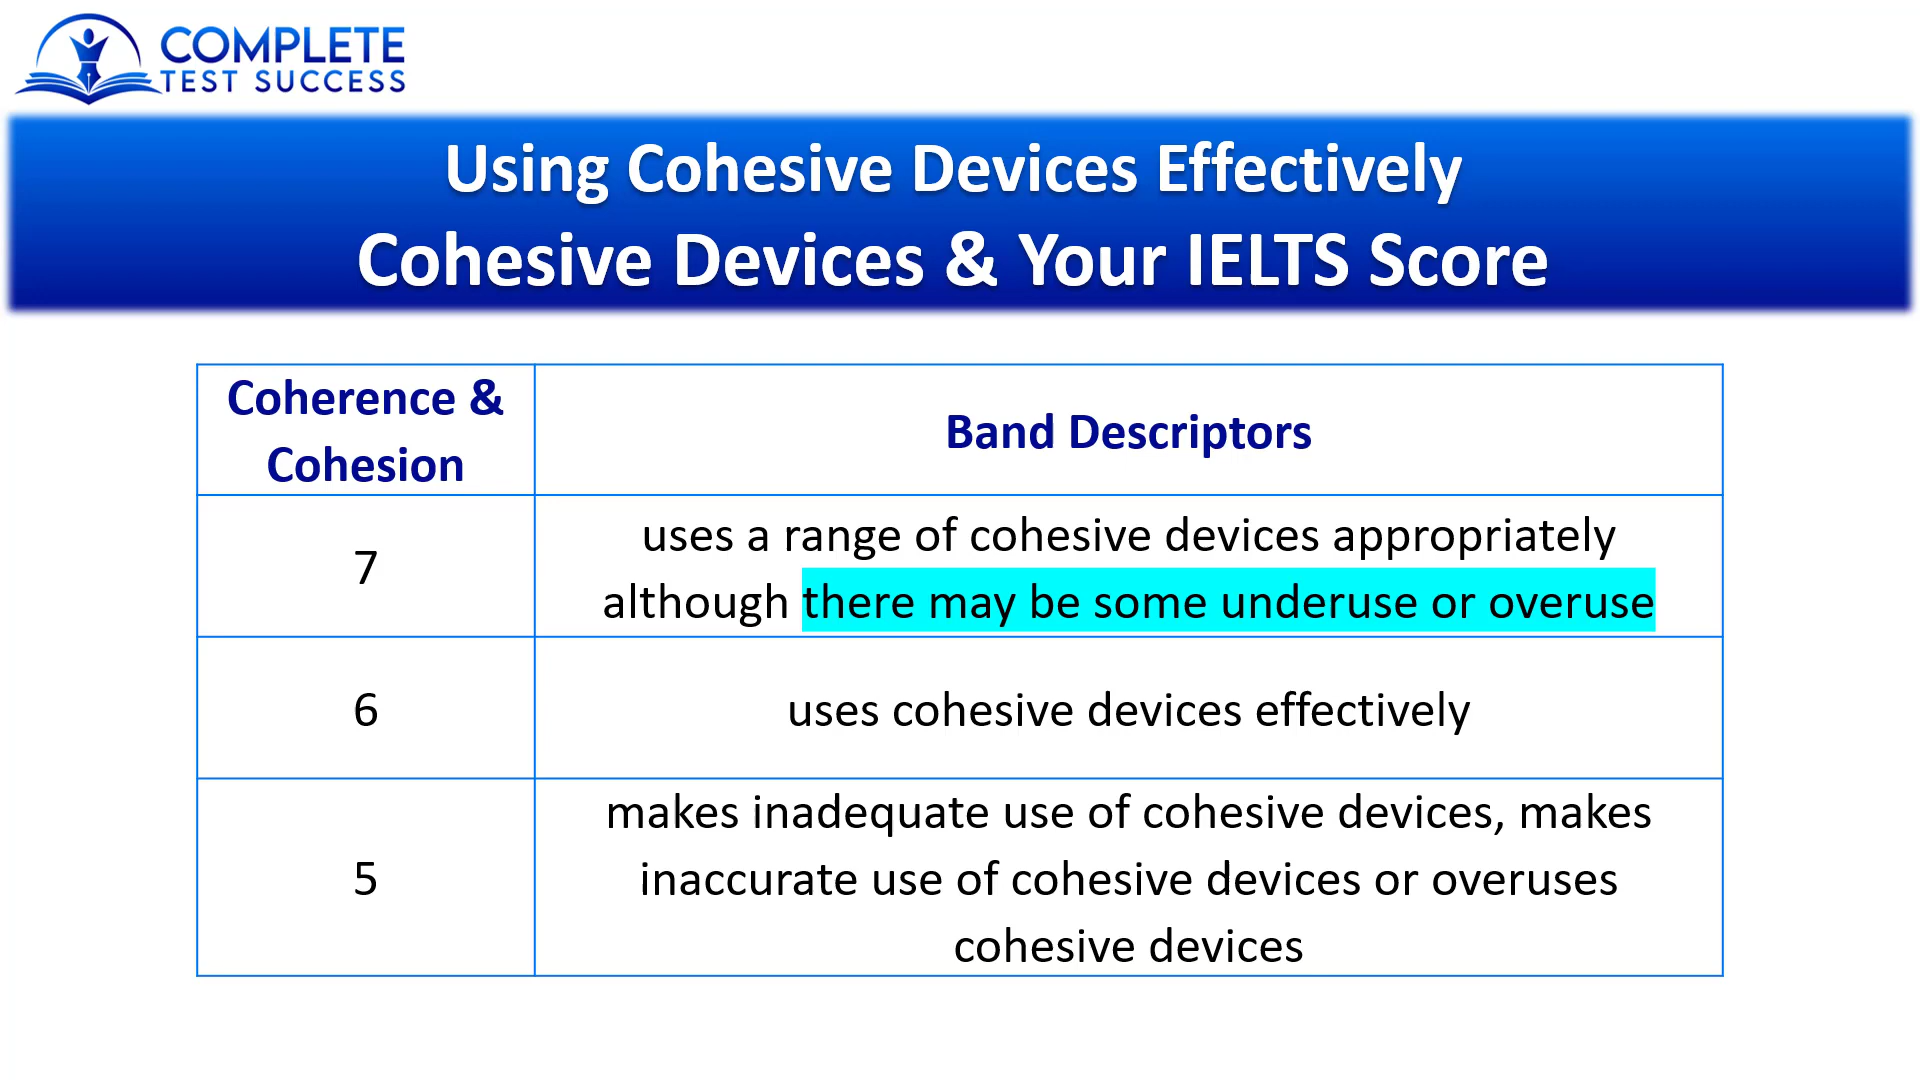 COMPLETE
TEST SUCCESS
Using Cohesive Devices Effectively
Cohesive Devices & Your IELTS Score
Coherence &
Cohesion
Band Descriptors
7
uses a range of cohesive devices appropriately
although there may be some underuse or overuse
6
uses cohesive devices effectively
5
makes inadequate use of cohesive devices, makes
inaccurate use of cohesive devices or overuses
cohesive devices